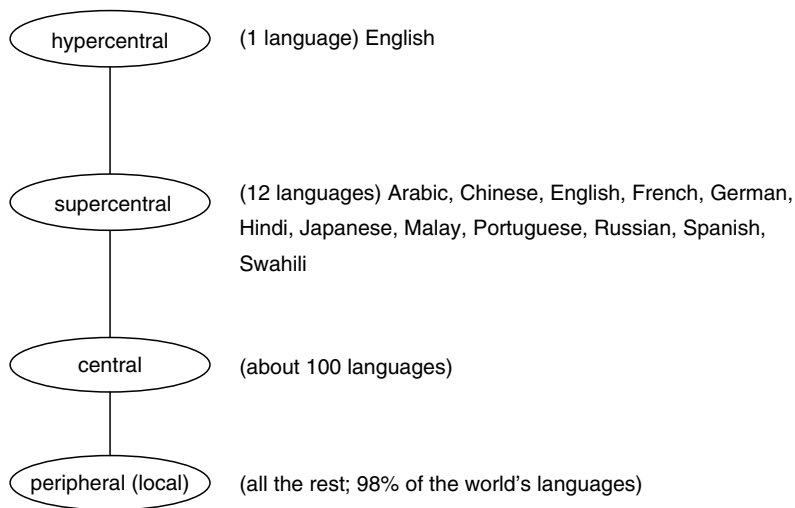 hypercentral (1 language) English
supercentral (12 languages) Arabic, Chinese, English, French, German,
Hindi, Japanese, Malay, Portuguese, Russian, Spanish,
Swahili
central (about 100 languages)
peripheral (local) (all the rest; 98% of the world's languages)